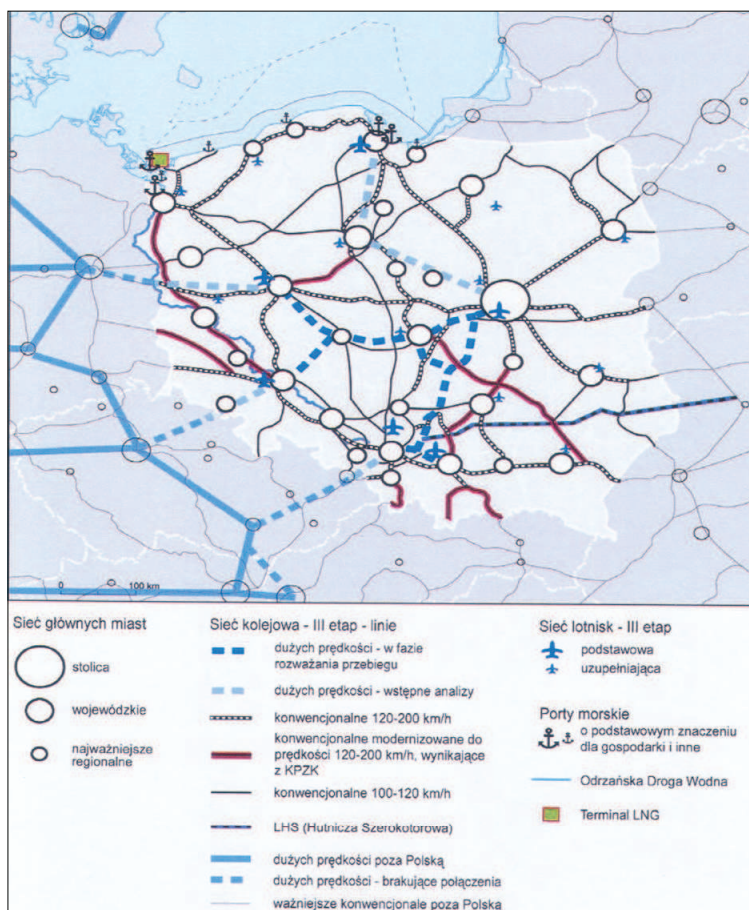 0 100 km
Sieć głównych miast
stolica
wojewódzkie
najważniejsze
regionalne
Sieć kolejowa - III etap - linie
dużych prędkości - w fazie
rozważania przebiegu
dużych prędkości - wstępne analizy
konwencjonalne 120-200 km/h
konwencjonalne modernizowane do
prędkości 120-200 km/h, wynikające
z KPZK
konwencjonalne 100-120 km/h
LHS (Hutnicza Szerokotorowa)
dużych prędkości poza Polską
dużych prędkości - brakujące połączenia
ważniejsze konwencjonale poza Polską
Sieć lotnisk - III etap
podstawowa
uzupełniająca
Porty morskie
o podstawowym znaczeniu
dla gospodarki i inne
Odrzańska Droga Wodna
Terminal LNG